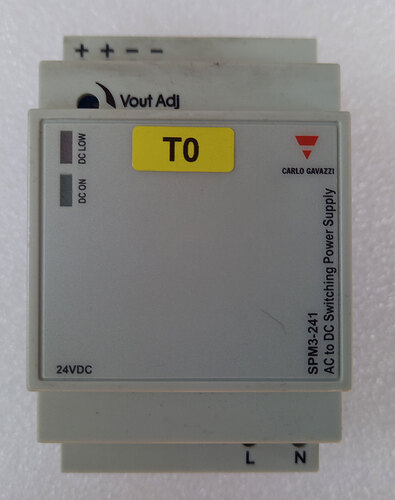 + + − −
Vout Adj
DC LOW
T0
CARLO GAVAZZI
DC ON
SPM3-241
AC to DC Switching Power Supply
24VDC
L N